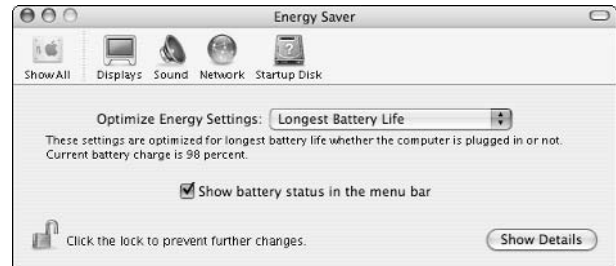 Energy Saver
Show All Displays Sound Network Startup Disk
Optimize Energy Settings: Longest Battery Life
These settings are optimized for longest battery life whether the computer is plugged in or not.
Current battery charge is 98 percent.
Show battery status in the menu bar
Click the lock to prevent further changes.
Show Details